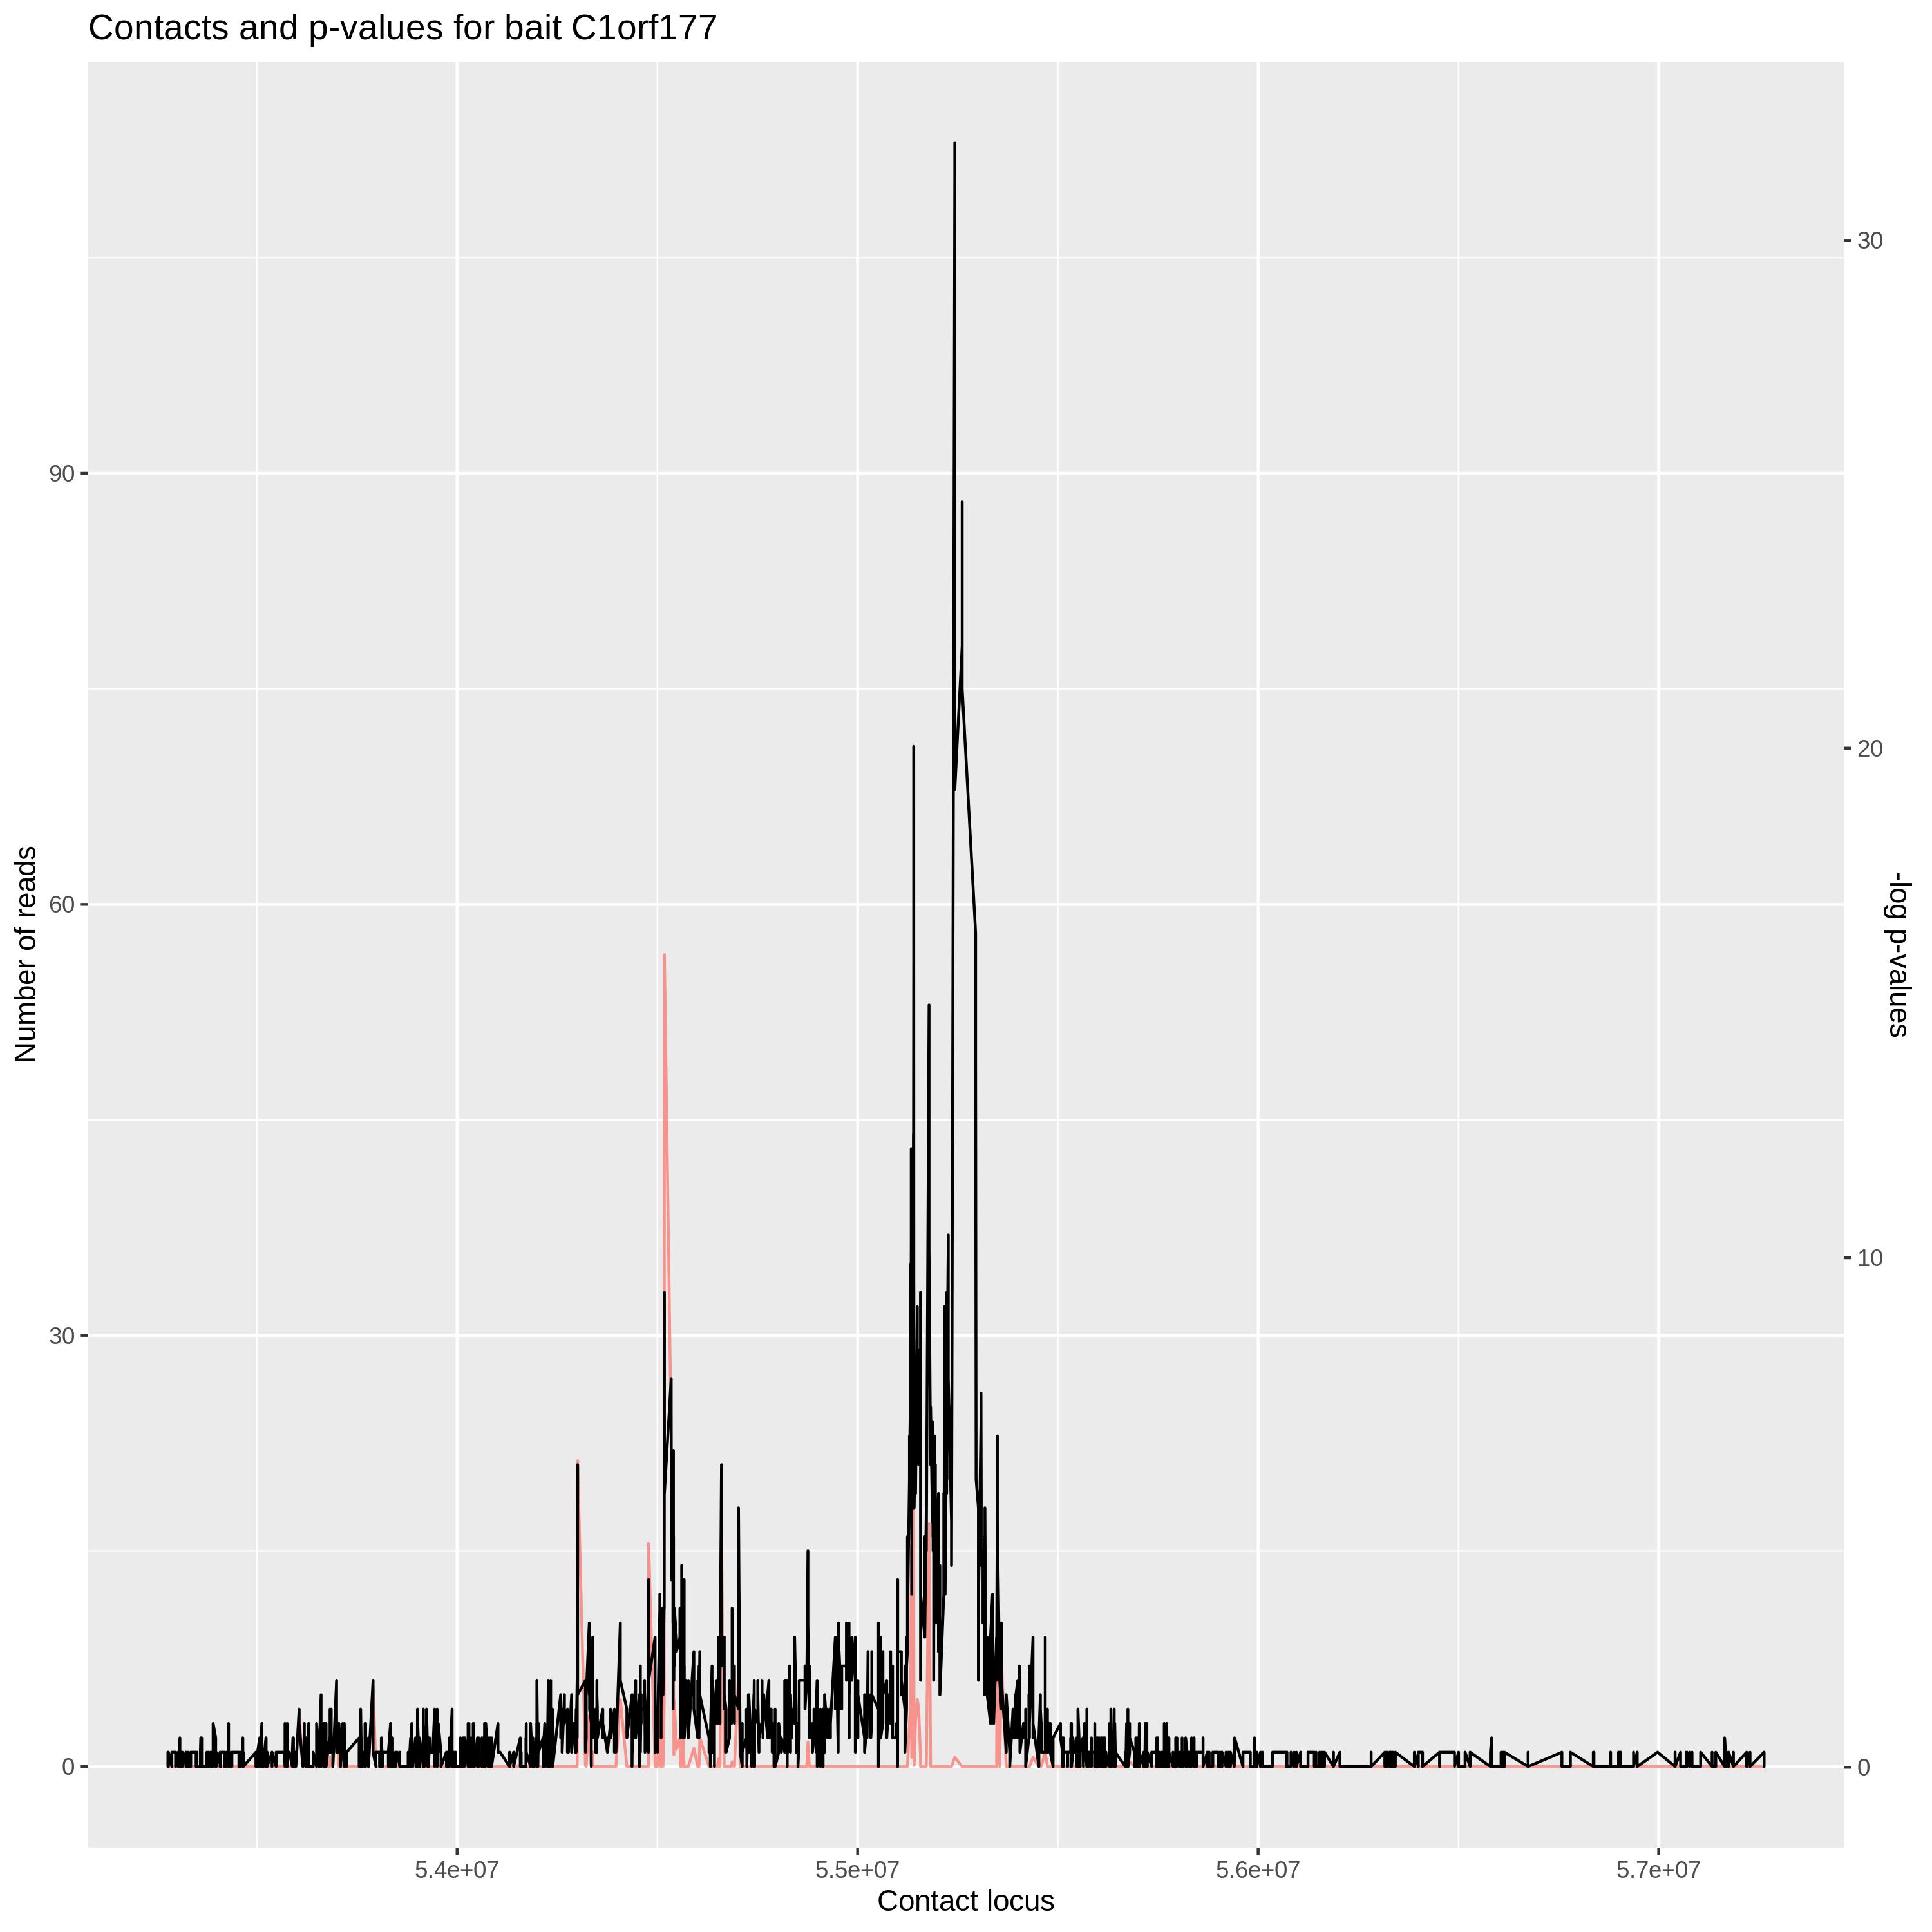 Contacts and p-values for bait C1orf177
Number of reads
90
60
30
0
30
20
10
0
-log p-values
5.4e+07
5.5e+07
5.6e+07
5.7e+07
Contact locus